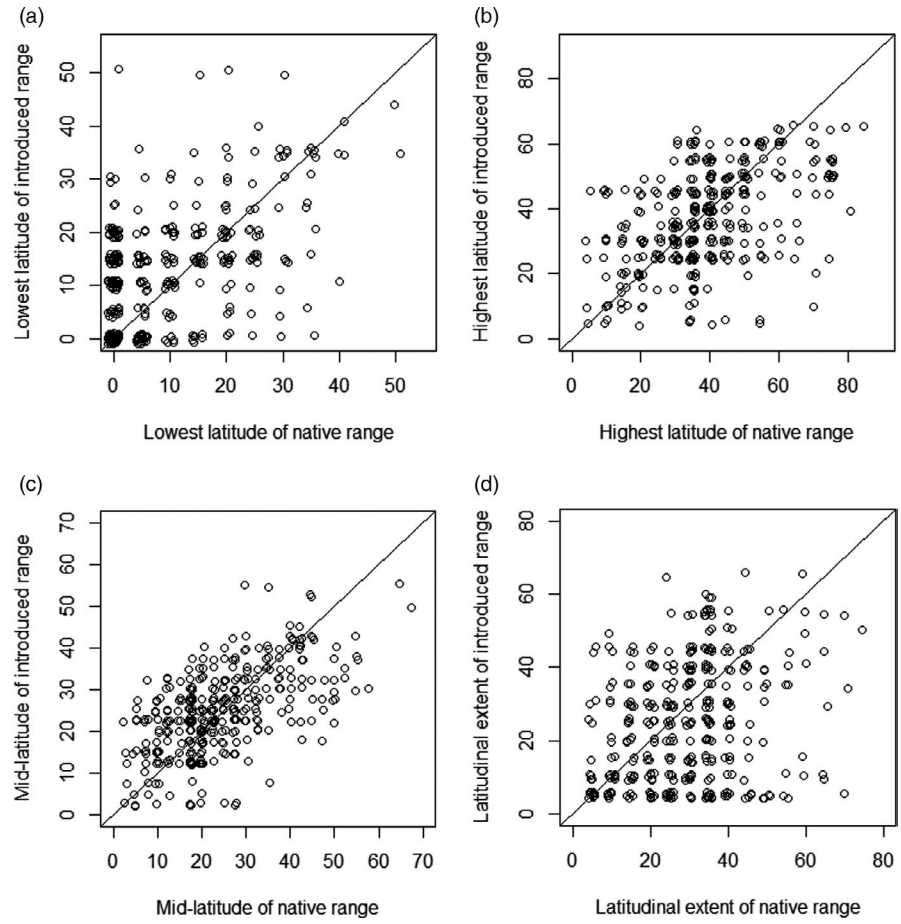 (a)
Lowest latitude of introduced range
50
40
30
20
10
0
0 10 20 30 40 50
Lowest latitude of native range
(b)
Highest latitude of introduced range
80
60
40
20
0
0 20 40 60 80
Highest latitude of native range
(c)
Mid-latitude of introduced range
70
60
50
40
30
20
10
0
0 10 20 30 40 50 60 70
Mid-latitude of native range
(d)
Latitudinal extent of introduced range
80
60
40
20
0
0 20 40 60 80
Latitudinal extent of native range